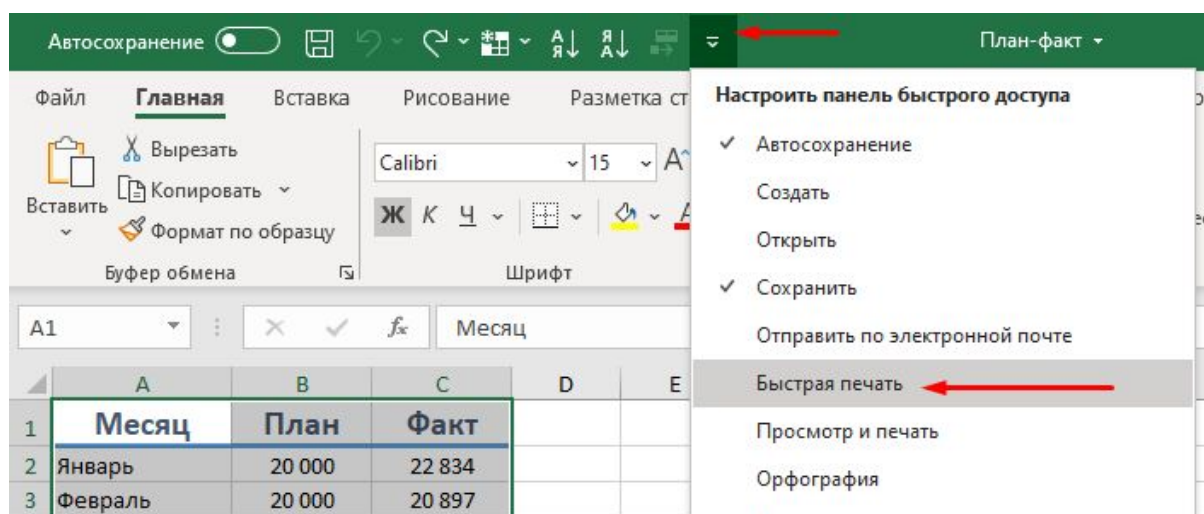 Автосохранение
План-факт
Файл Главная Вставка Рисование Разметка ст
Вставить
Вырезать
Копировать
Формат по образцу
Буфер обмена
Calibri 15 A
Ж К Ч А
Шрифт
A1 fx Месяц
A B C D E
1 Месяц План Факт
2 Январь 20 000 22 834
3 Февраль 20 000 20 897
Настроить панель быстрого доступа
Автосохранение
Создать
Открыть
Сохранить
Отправить по электронной почте
Быстрая печать
Просмотр и печать
Орфография